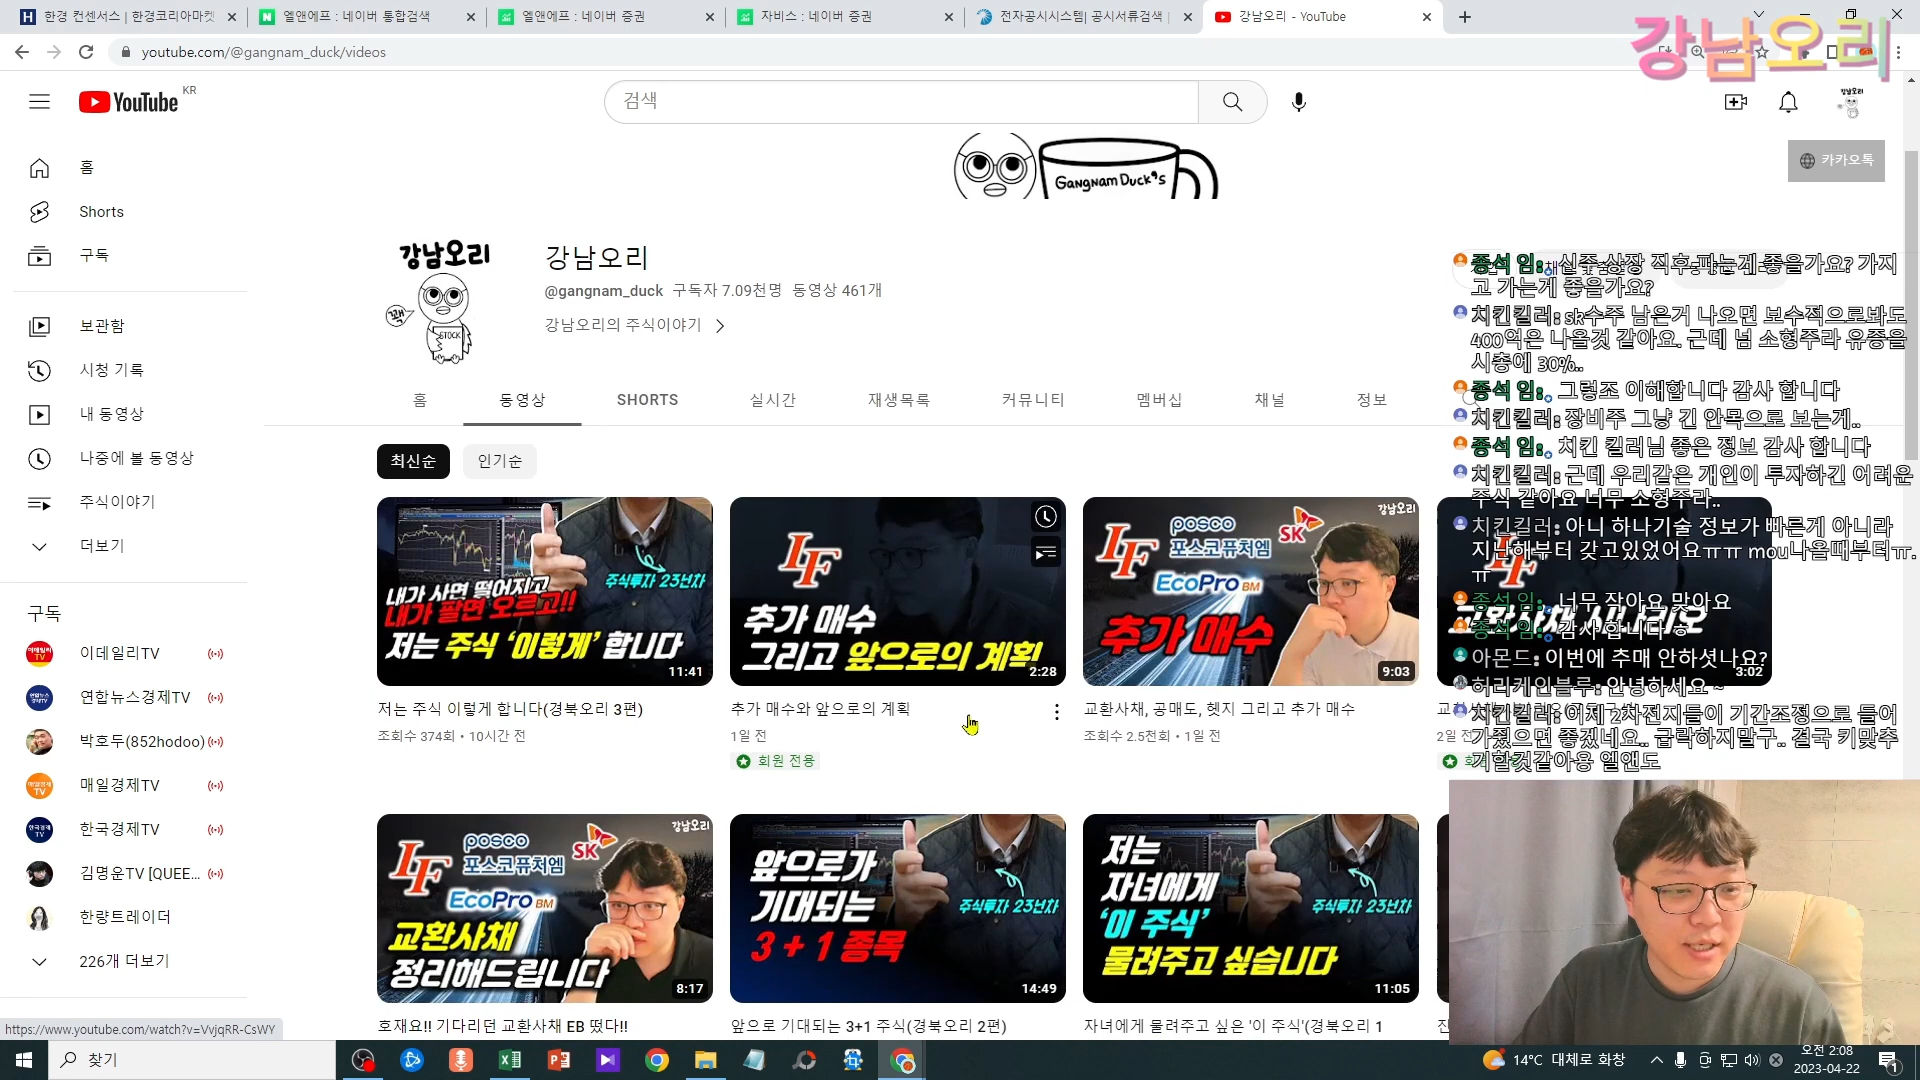 한경 컨센서스 | 한경코리아마켓
엘앤에프 : 네이버 통합검색
엘앤에프 : 네이버 증권
자비스 : 네이버 증권
전자공시시스템| 공시서류검색 |
강남오리 - YouTube
강남오리
youtube.com/@gangnam_duck/videos
YouTube KR
검색
강남오리
GANGNAM DUCK'S
카카오톡
홈
Shorts
구독
보관함
시청 기록
내 동영상
나중에 볼 동영상
주식이야기
더보기
구독
이데일리TV
연합뉴스경제TV
박호두(852hodoo)
매일경제TV
한국경제TV
김명운TV [QUEE...
한량트레이더
226개 더보기
강남오리
꽥
STOCK
강남오리
@gangnam_duck 구독자 7.09천명 동영상 461개
강남오리의 주식이야기
홈
동영상
SHORTS
실시간
재생목록
커뮤니티
멤버십
채널
정보
최신순
인기순
내가 사면 떨어지고
내가 팔면 오르고!!
저는 주식 '이렇게' 합니다
주식투자 23년차
11:41
저는 주식 이렇게 합니다(경북오리 3편)
조회수 374회 • 10시간 전
추가 매수
그리고 앞으로의 계획
2:28
추가 매수와 앞으로의 계획
1일 전
회원 전용
posco
포스코퓨처엠
SK
EcoPro BM
강남오리
추가 매수
9:03
교환사채, 공매도, 헷지 그리고 추가 매수
조회수 2.5천회 • 1일 전
3:02
2일 전
posco
포스코퓨처엠
SK
EcoPro BM
강남오리
교환사채
정리해드립니다
8:17
호재요!! 기다리던 교환사채 EB 떴다!!
앞으로가
기대되는
3 + 1 종목
주식투자 23년차
14:49
앞으로 기대되는 3+1 주식(경북오리 2편)
저는
자녀에게
'이 주식'
물려주고 싶습니다
주식투자 23년차
11:05
자녀에게 물려주고 싶은 '이 주식'(경북오리 1
종석 임: 신주 상장 직후 파는게 좋을가요? 가지
고 가는게 좋을가요?
치킨킬러: sk수주 남은거 나오면 보수적으로봐도
400억은 나올것 같아요. 근데 넘 소형주라 유증을
시총에 30%..
종석 임: 그렇조 이해합니다 감사 합니다
치킨킬러: 장비주 그냥 긴 안목으로 보는게..
종석 임: 치킨 킬러님 좋은 정보 감사 합니다
치킨킬러: 근데 우리같은 개인이 투자하긴 어려운
주식 같아요 너무 소형주라..
치킨킬러: 아니 하나기술 정보가 빠른게 아니라
지난해부터 갖고있었어요ㅠㅠ mou나올때부터ㅠ.
ㅠ
종석 임: 너무 작아요 맞아요
종석 임: 감사 합니다 ㅎ
아몬드: 이번에 추매 안하셧나요?
허리케인블루: 안녕하세요 ~
치킨킬러: 이제 2차전지들이 기간조정으로 들어
가줬으면 좋겠네요.. 급락하지말구.. 결국 키맞추
기할것같아용 엘앤도
https://www.youtube.com/watch?v=VvjqRR-CsWY
찾기
14°C 대체로 화창
오전 2:08
2023-04-22